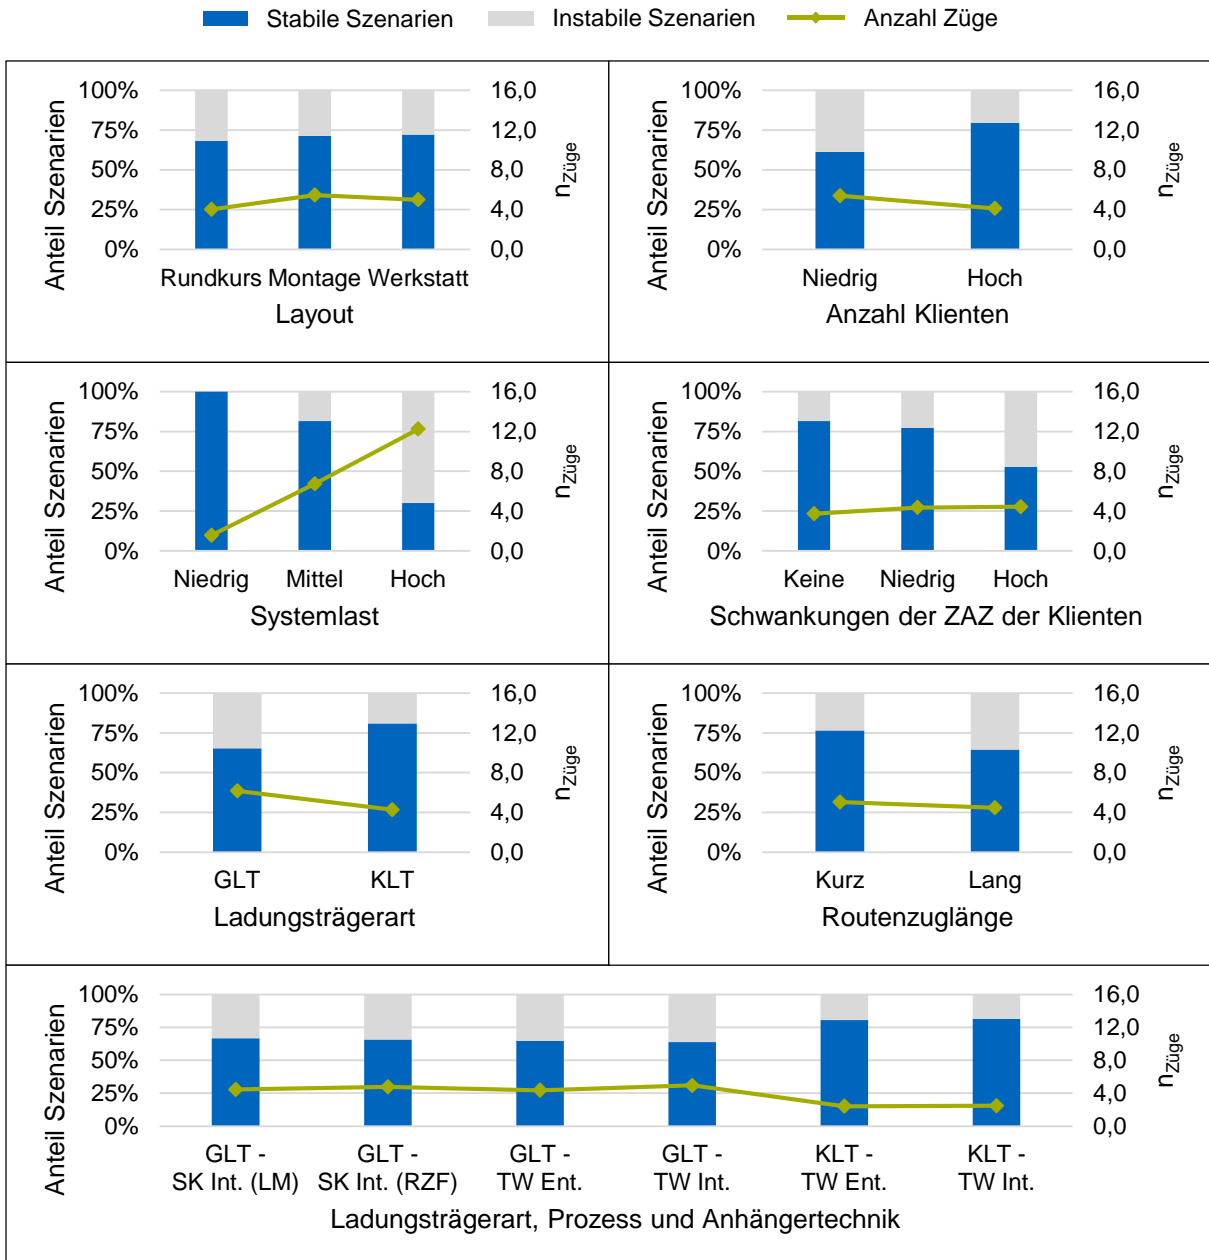 Stabile Szenarien Instabile Szenarien Anzahl Züge
Anteil Szenarien
100%
75%
50%
25%
0%
16,0
12,0
8,0
4,0
0,0
nZüge
Rundkurs Montage Werkstatt
Layout
Anteil Szenarien
100%
75%
50%
25%
0%
16,0
12,0
8,0
4,0
0,0
nZüge
Niedrig Hoch
Anzahl Klienten
Anteil Szenarien
100%
75%
50%
25%
0%
16,0
12,0
8,0
4,0
0,0
nZüge
Niedrig Mittel Hoch
Systemlast
Anteil Szenarien
100%
75%
50%
25%
0%
16,0
12,0
8,0
4,0
0,0
nZüge
Keine Niedrig Hoch
Schwankungen der ZAZ der Klienten
Anteil Szenarien
100%
75%
50%
25%
0%
16,0
12,0
8,0
4,0
0,0
nZüge
GLT KLT
Ladungsträgerart
Anteil Szenarien
100%
75%
50%
25%
0%
16,0
12,0
8,0
4,0
0,0
nZüge
Kurz Lang
Routenzuglänge
Anteil Szenarien
100%
75%
50%
25%
0%
16,0
12,0
8,0
4,0
0,0
nZüge
GLT - GLT - GLT - GLT - KLT - KLT -
SK Int. (LM) SK Int. (RZF) TW Ent. TW Int. TW Ent. TW Int.
Ladungsträgerart, Prozess und Anhängertechnik